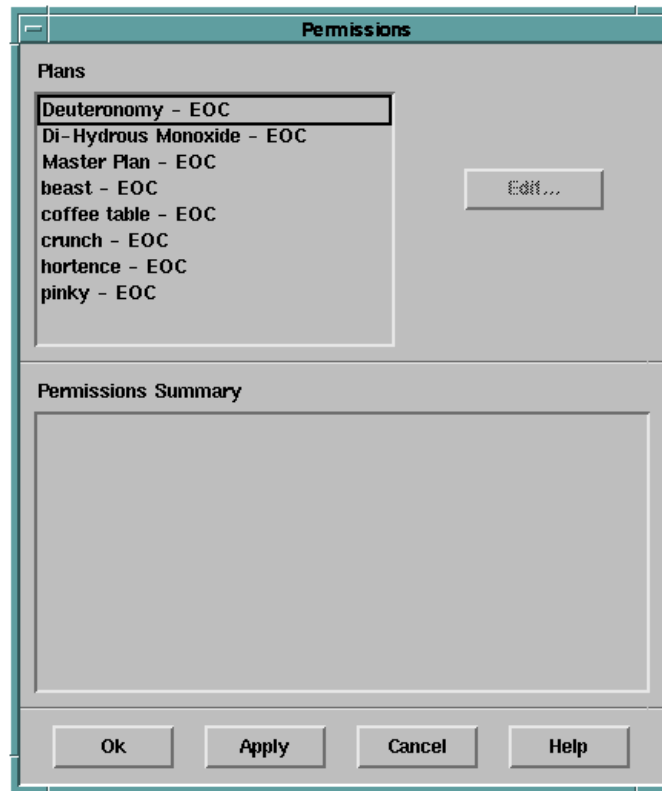 Permissions
Plans
Deuteronomy - EOC
Di-Hydrous Monoxide - EOC
Master Plan - EOC
beast - EOC
coffee table - EOC
crunch - EOC
hortence - EOC
pinky - EOC
Edit...
Permissions Summary
Ok Apply Cancel Help